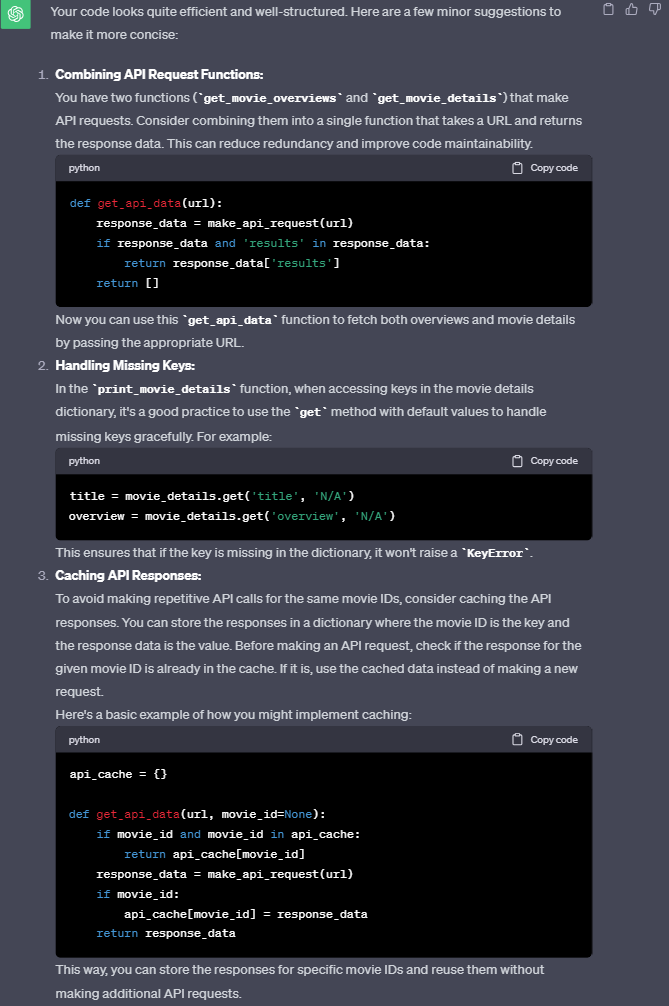 Your code looks quite efficient and well-structured. Here are a few minor suggestions to
make it more concise:
1. Combining API Request Functions:
You have two functions (`get_movie_overviews` and `get_movie_details`) that make
API requests. Consider combining them into a single function that takes a URL and returns
the response data. This can reduce redundancy and improve code maintainability.
python Copy code
def get_api_data(url):
    response_data = make_api_request(url)
    if response_data and 'results' in response_data:
        return response_data['results']
    return []
Now you can use this `get_api_data` function to fetch both overviews and movie details
by passing the appropriate URL.
2. Handling Missing Keys:
In the `print_movie_details` function, when accessing keys in the movie details
dictionary, it's a good practice to use the `get` method with default values to handle
missing keys gracefully. For example:
python Copy code
title = movie_details.get('title', 'N/A')
overview = movie_details.get('overview', 'N/A')
This ensures that if the key is missing in the dictionary, it won't raise a `KeyError`.
3. Caching API Responses:
To avoid making repetitive API calls for the same movie IDs, consider caching the API
responses. You can store the responses in a dictionary where the movie ID is the key and
the response data is the value. Before making an API request, check if the response for the
given movie ID is already in the cache. If it is, use the cached data instead of making a new
request.
Here's a basic example of how you might implement caching:
python Copy code
api_cache = {}
def get_api_data(url, movie_id=None):
    if movie_id and movie_id in api_cache:
        return api_cache[movie_id]
    response_data = make_api_request(url)
    if movie_id:
        api_cache[movie_id] = response_data
    return response_data
This way, you can store the responses for specific movie IDs and reuse them without
making additional API requests.